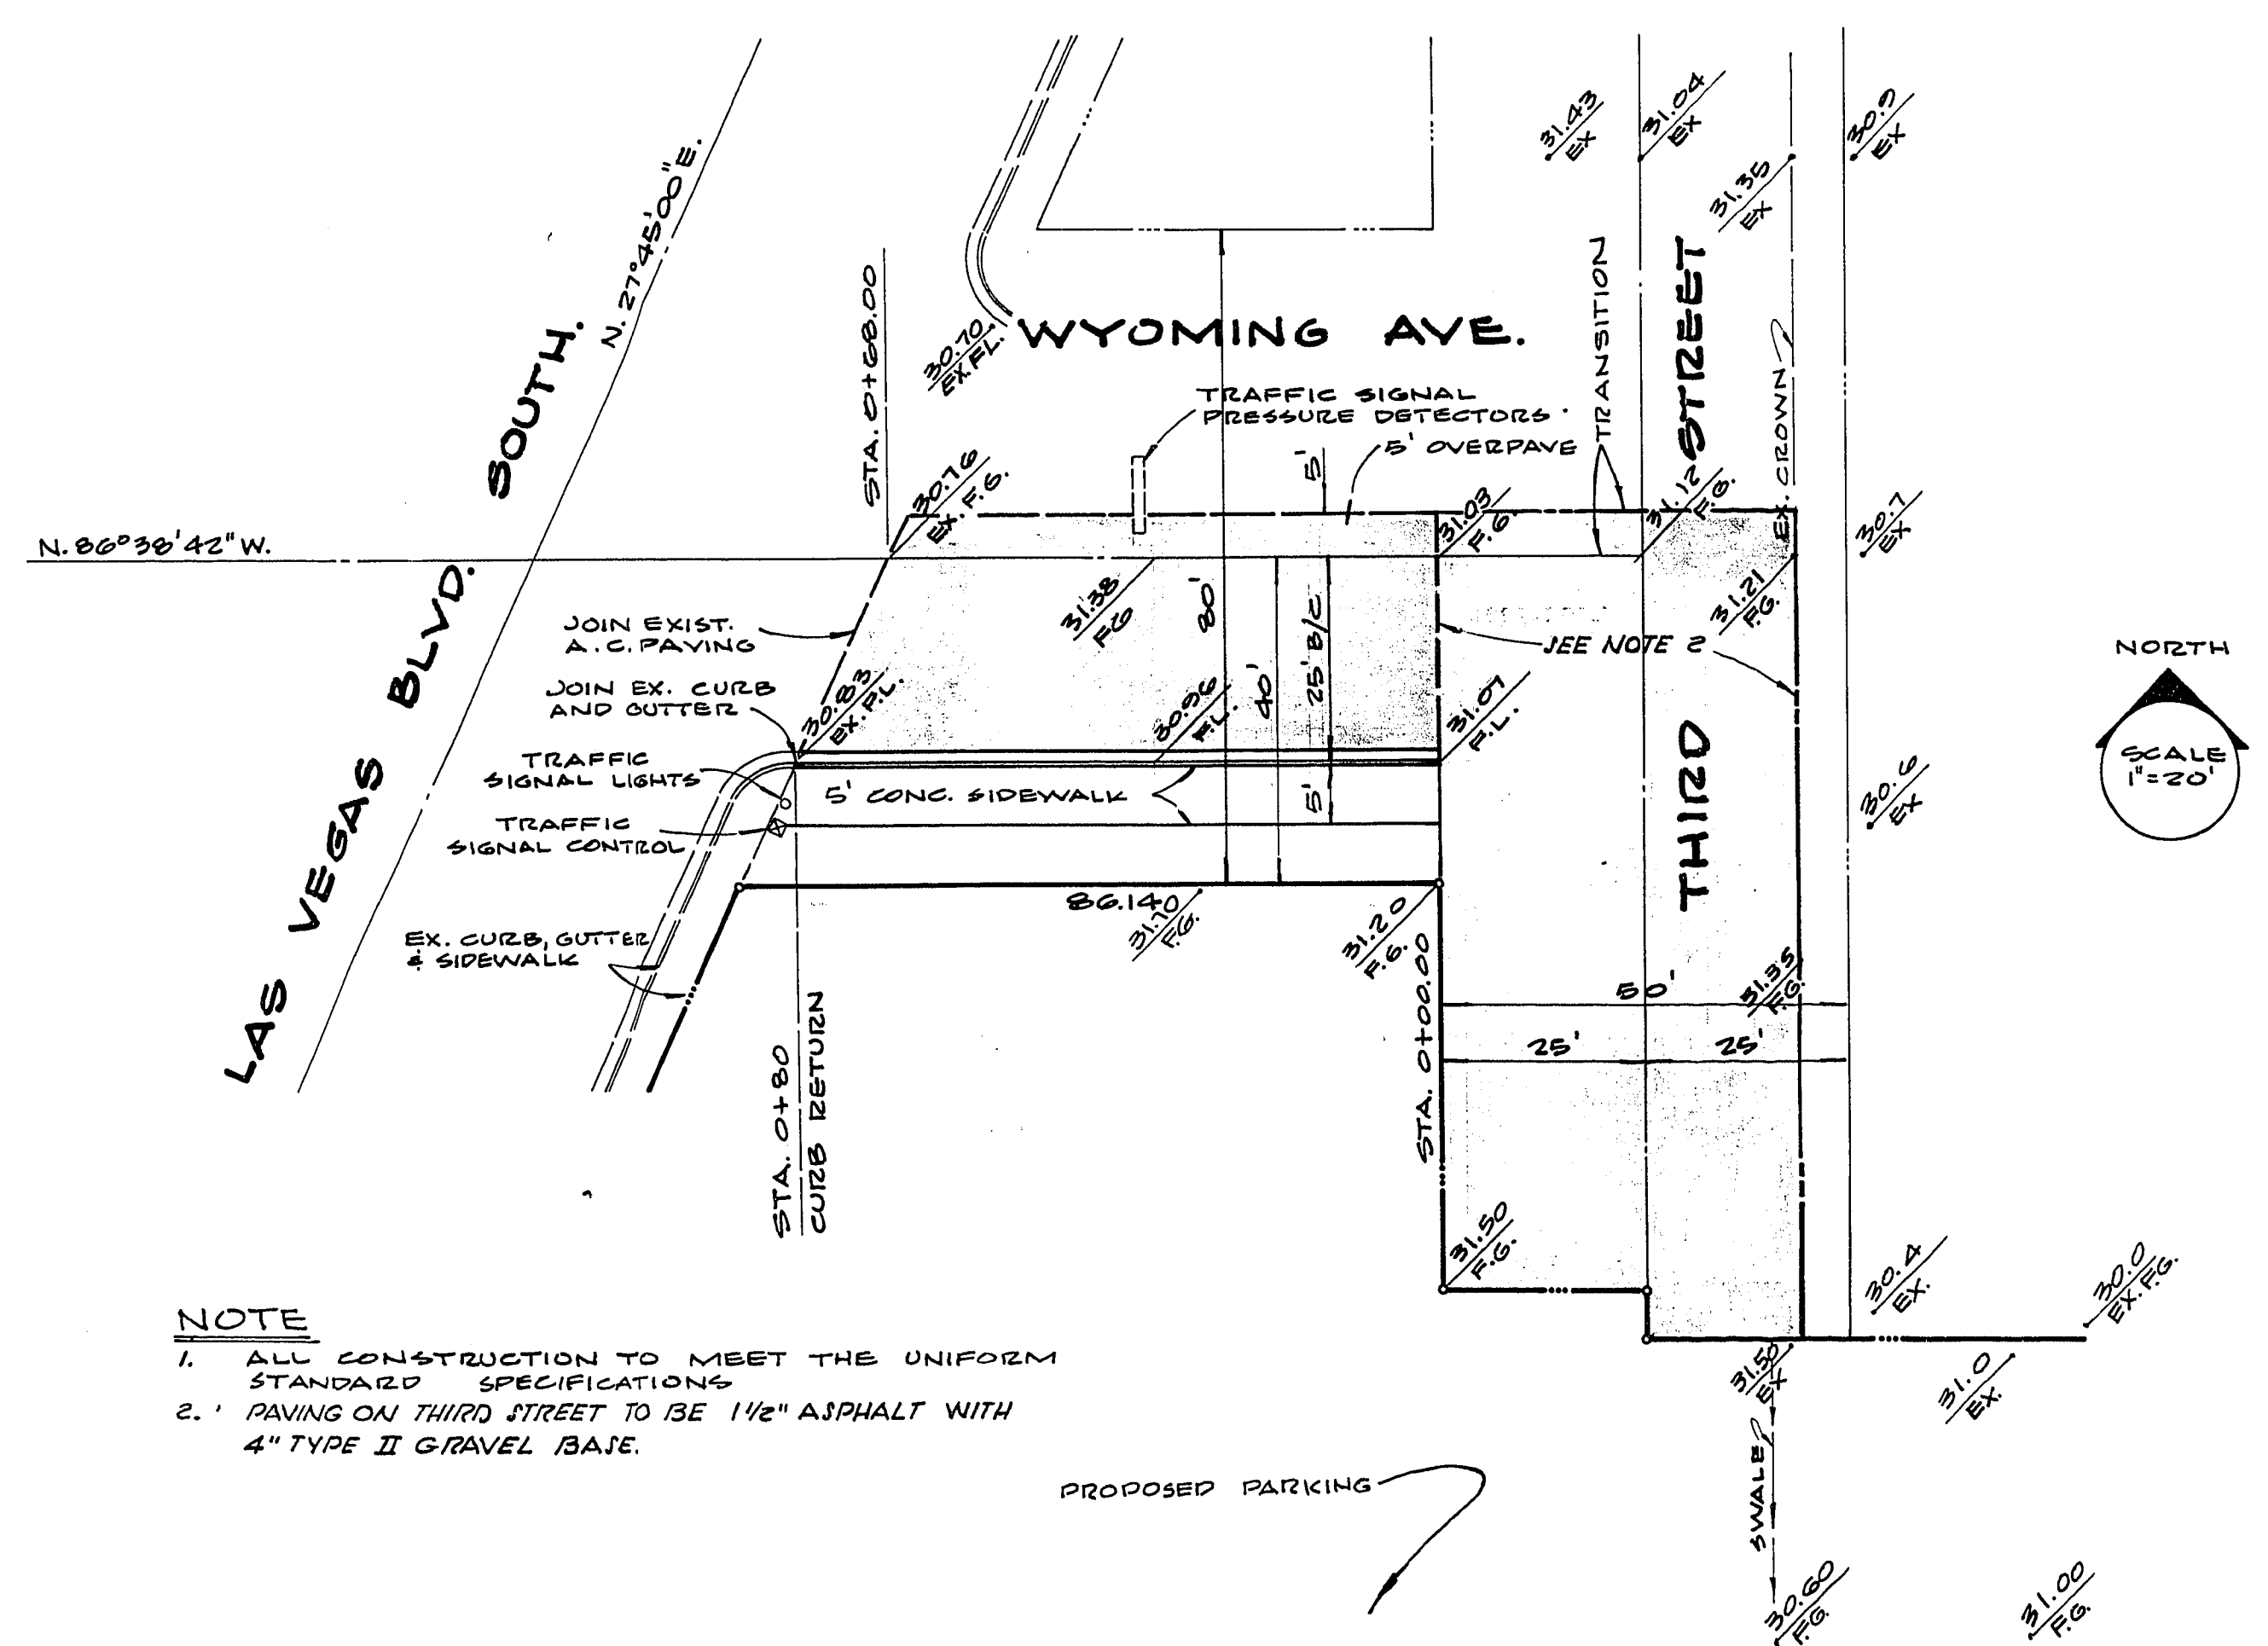 LAS VEGAS BLVD. SOUTH.
N. 27°45'00"E.
N. 86°38'42"W.
WYOMING AVE.
THIRD STREET
STA. 0+68.00
30.70
EX. FL.
30.76
EX. F.G.
TRAFFIC SIGNAL
PRESSURE DETECTORS
5' OVERPAVE
5'
TRANSITION
EX. CROWN
31.43
EX
31.04
EX
31.35
EX
30.9
EX
31.03
F.G.
31.12
F.G.
30.7
EX
31.21
F.G.
JOIN EXIST.
A.C. PAVING
31.38
FG
80'
40'
25' B/C
SEE NOTE 2
JOIN EX. CURB
AND GUTTER
30.83
EX. F.L.
30.96
F.L.
31.07
F.L.
TRAFFIC
SIGNAL LIGHTS
5' CONC. SIDEWALK
5'
TRAFFIC
SIGNAL CONTROL
30.6
EX
NORTH
SCALE
1"=20'
86.140
31.70
F.G.
31.20
F.G.
EX. CURB, GUTTER
& SIDEWALK
STA. 0+00.00
50'
31.35
F.G.
25'
25'
STA. 0+80
CURB RETURN
31.50
F.G.
30.4
EX.
30.0
EX. F.G.
31.50
EX
31.0
EX.
SWALE
30.60
F.G.
31.00
F.G.
PROPOSED PARKING
NOTE
1. ALL CONSTRUCTION TO MEET THE UNIFORM
STANDARD SPECIFICATIONS
2. PAVING ON THIRD STREET TO BE 1 1/2" ASPHALT WITH
4" TYPE II GRAVEL BASE.